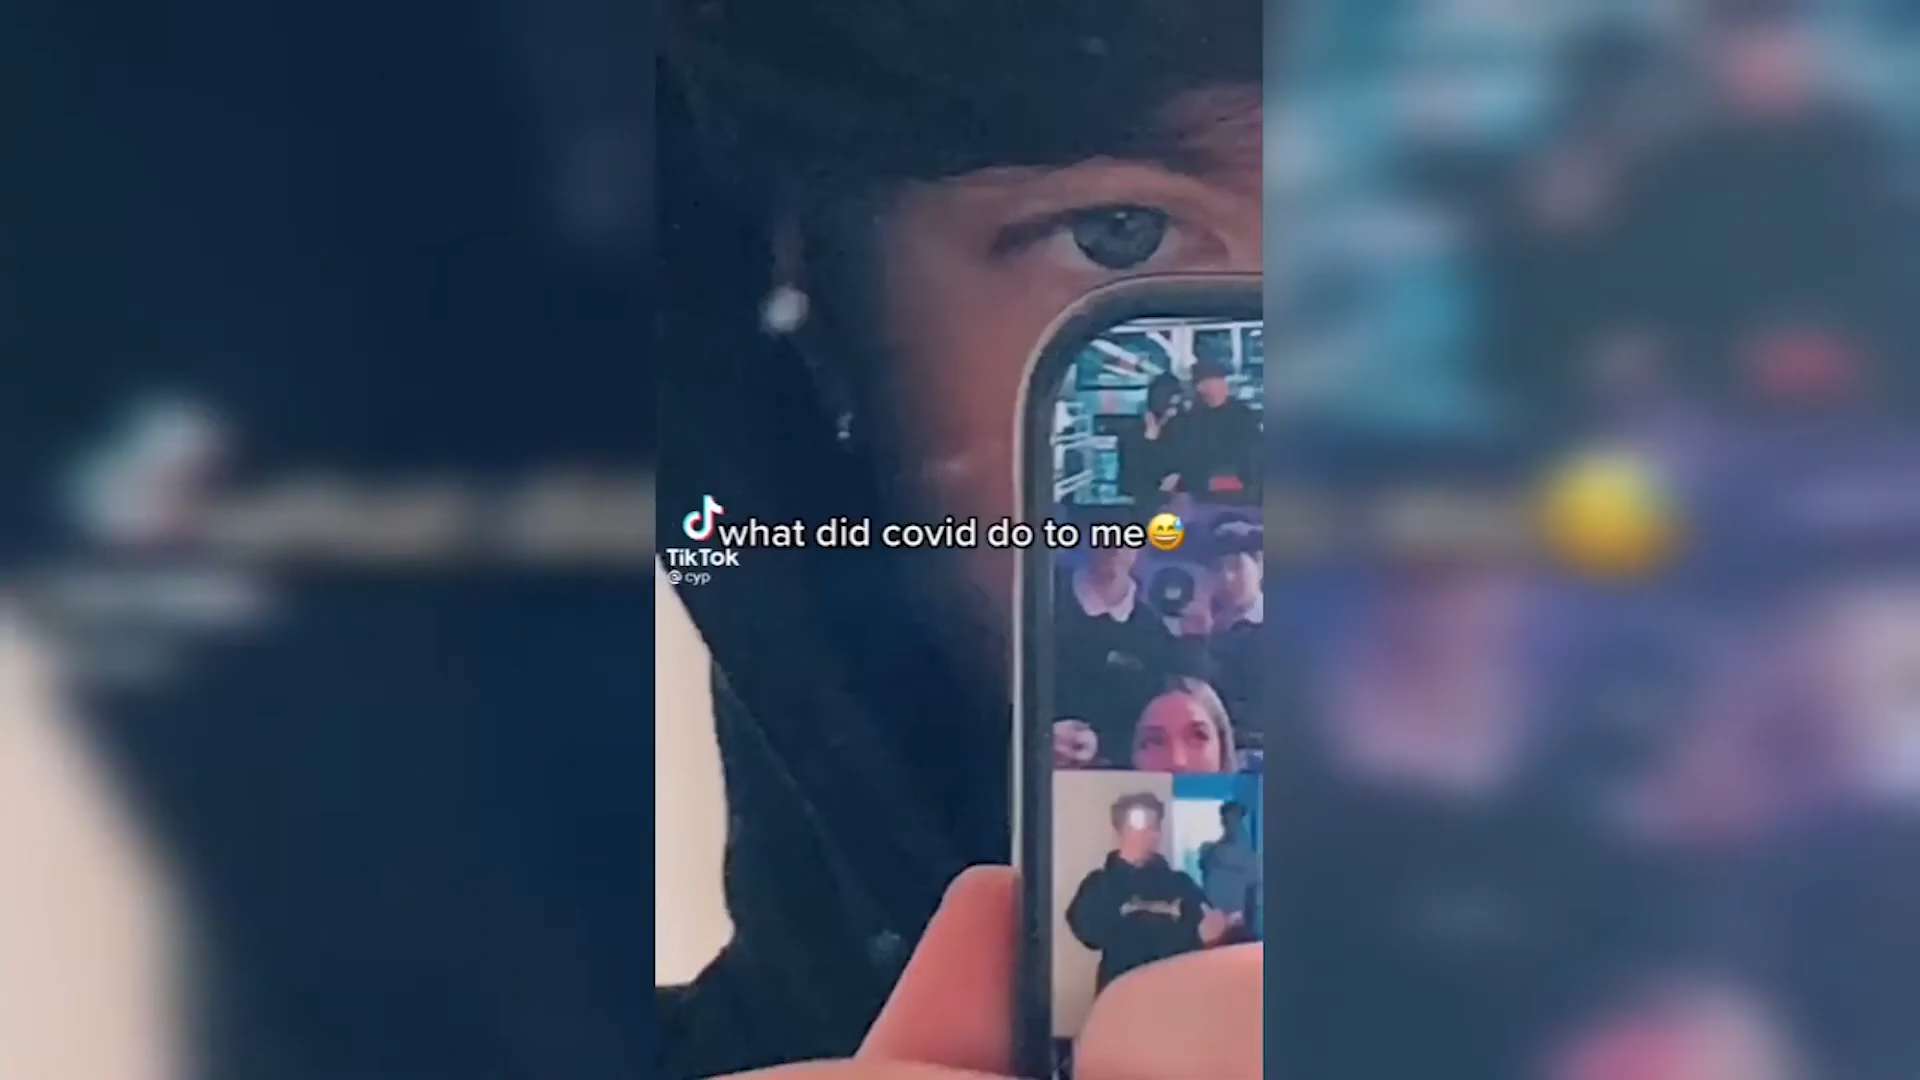 what did covid do to me😅
TikTok
@cyp